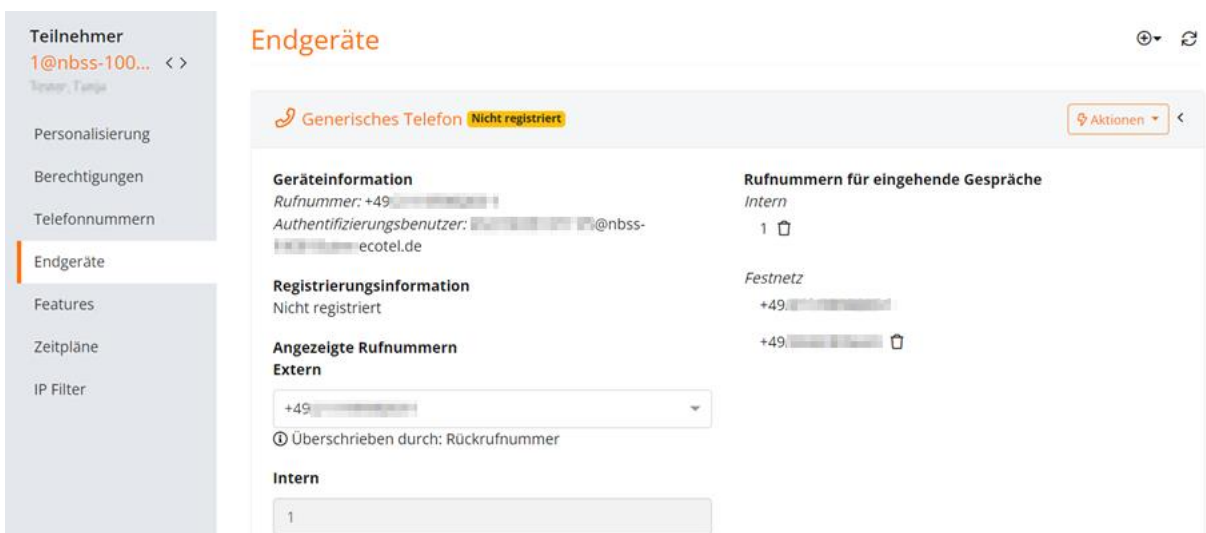 Teilnehmer
1@nbss-100...
Personalisierung
Berechtigungen
Telefonnummern
Endgeräte
Features
Zeitpläne
IP Filter
Endgeräte
Generisches Telefon Nicht registriert
Aktionen
Geräteinformation
Rufnummer: +49
Authentifizierungsbenutzer: @nbss-
ecotel.de
Registrierungsinformation
Nicht registriert
Angezeigte Rufnummern
Extern
+49
Überschrieben durch: Rückrufnummer
Intern
1
Rufnummern für eingehende Gespräche
Intern
1
Festnetz
+49
+49